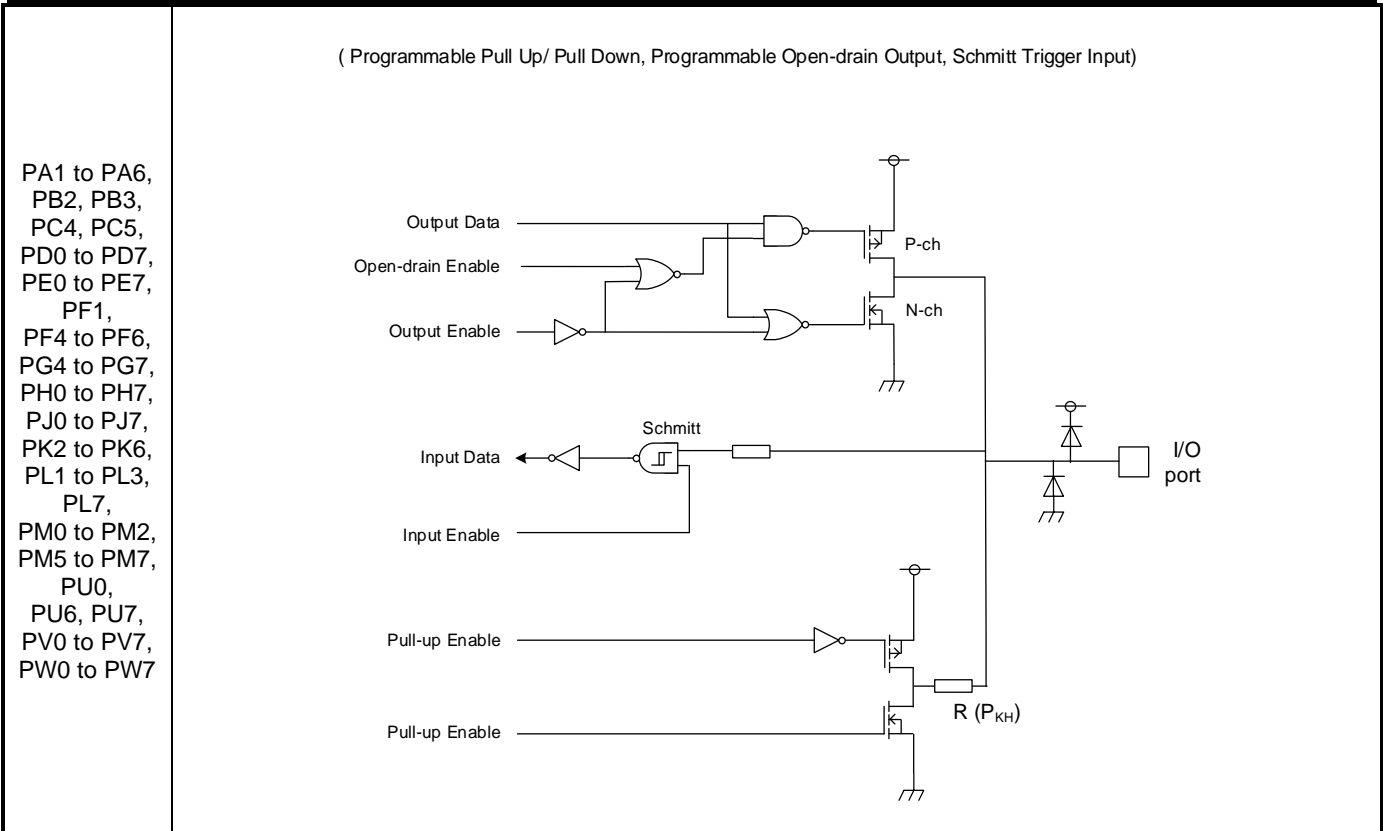 ( Programmable Pull Up/ Pull Down, Programmable Open-drain Output, Schmitt Trigger Input)
PA1 to PA6,
PB2, PB3,
PC4, PC5,
PD0 to PD7,
PE0 to PE7,
PF1,
PF4 to PF6,
PG4 to PG7,
PH0 to PH7,
PJ0 to PJ7,
PK2 to PK6,
PL1 to PL3,
PL7,
PM0 to PM2,
PM5 to PM7,
PU0,
PU6, PU7,
PV0 to PV7,
PW0 to PW7
Output Data
P-ch
Open-drain Enable
N-ch
Output Enable
Schmitt
Input Data
I/O
port
Input Enable
Pull-up Enable
R (PKH)
Pull-up Enable